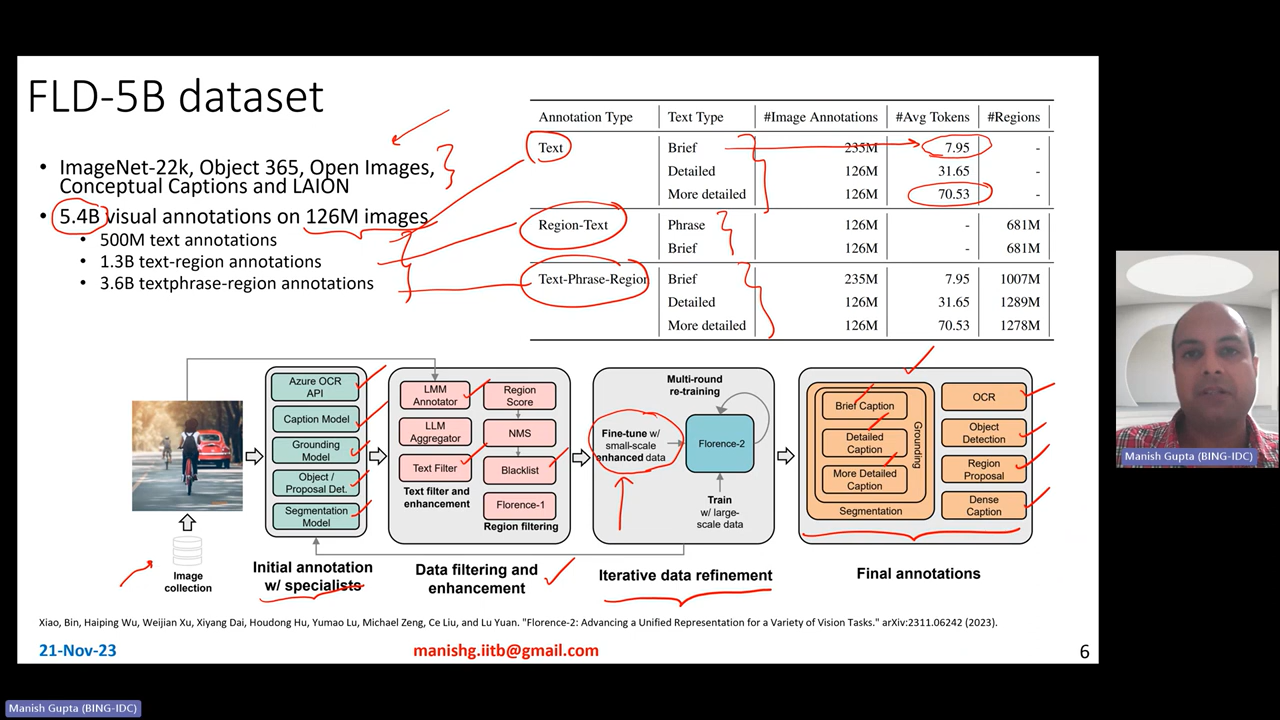 FLD-5B dataset
• ImageNet-22k, Object 365, Open Images,
Conceptual Captions and LAION
• 5.4B visual annotations on 126M images
• 500M text annotations
• 1.3B text-region annotations
• 3.6B textphrase-region annotations
Annotation Type Text Type #Image Annotations #Avg Tokens #Regions
Text Brief 235M 7.95 -
Detailed 126M 31.65 -
More detailed 126M 70.53 -
Region-Text Phrase 126M - 681M
Brief 126M - 681M
Text-Phrase-Region Brief 235M 7.95 1007M
Detailed 126M 31.65 1289M
More detailed 126M 70.53 1278M
Image
collection
Azure OCR
API
Caption Model
Grounding
Model
Object /
Proposal Det.
Segmentation
Model
Initial annotation
w/ specialists
LMM
Annotator
LLM
Aggregator
Text Filter
Text filter and
enhancement
Region
Score
NMS
Blacklist
Florence-1
Region filtering
Data filtering and
enhancement
Multi-round
re-training
Fine-tune w/
small-scale
enhanced data
Florence-2
Train
w/ large-
scale data
Iterative data refinement
Brief Caption
Detailed
Caption
More Detailed
Caption
Grounding
Segmentation
OCR
Object
Detection
Region
Proposal
Dense
Caption
Final annotations
Xiao, Bin, Haiping Wu, Weijian Xu, Xiyang Dai, Houdong Hu, Yumao Lu, Michael Zeng, Ce Liu, and Lu Yuan. "Florence-2: Advancing a Unified Representation for a Variety of Vision Tasks." arXiv:2311.06242 (2023).
21-Nov-23 manishg.iitb@gmail.com 6
Manish Gupta (BING-IDC)
Manish Gupta (BING-IDC)